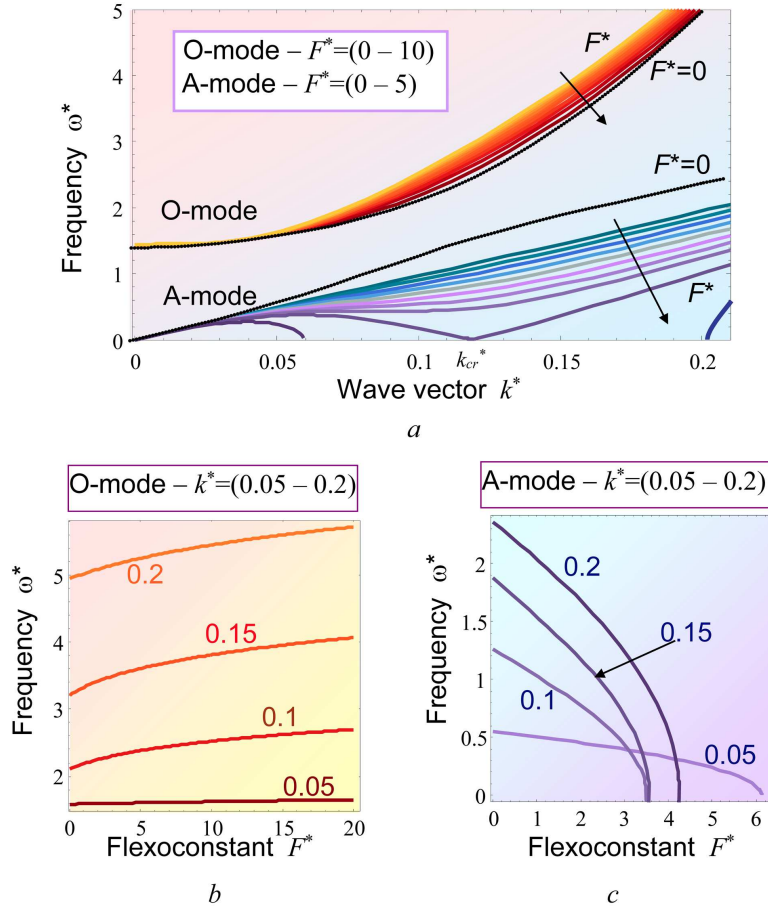 5
4
3
2
1
0
Frequency ω*
O-mode – F*=(0 – 10)
A-mode – F*=(0 – 5)
F*
F*=0
F*=0
O-mode
A-mode
F*
0
0.05
0.1
k_cr*
0.15
0.2
Wave vector k*
a
O-mode – k*=(0.05 – 0.2)
5
4
3
2
Frequency ω*
0.2
0.15
0.1
0.05
0
5
10
15
20
Flexoconstant F*
b
A-mode – k*=(0.05 – 0.2)
2
1.5
1
0.5
0
Frequency ω*
0.2
0.15
0.1
0.05
0
1
2
3
4
5
6
Flexoconstant F*
c